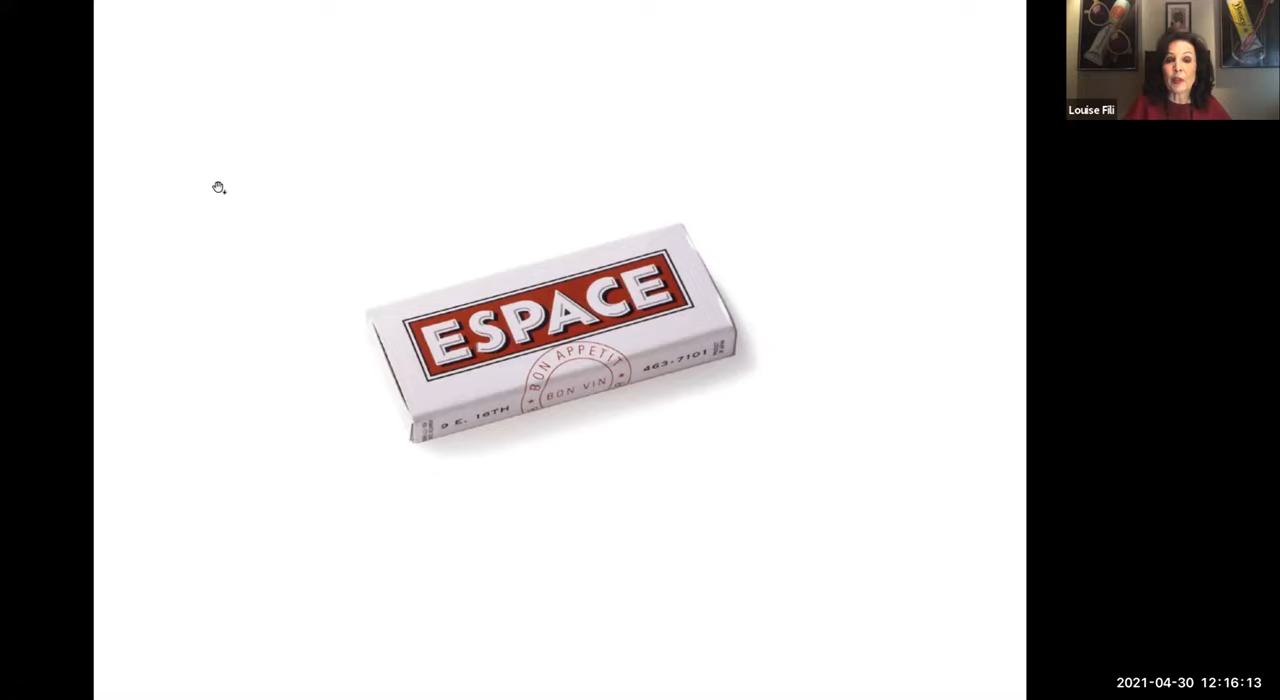 Louise Fili
ESPACE
BON APPETIT
BON VIN
9 E. 16TH
463-7101
2021-04-30 12:16:13